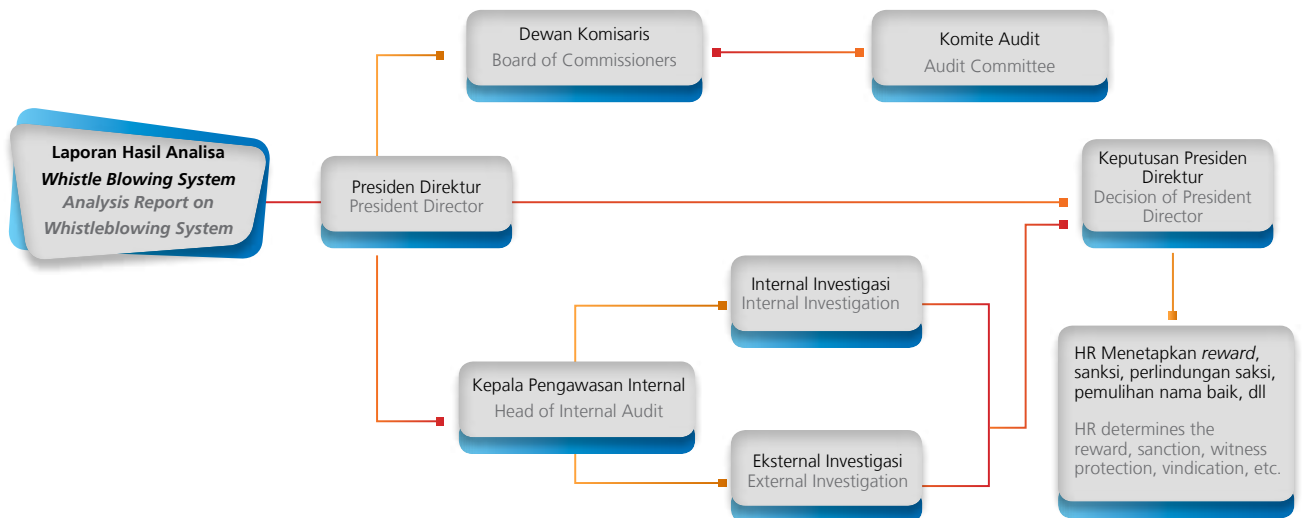 Dewan Komisaris
Board of Commissioners
Komite Audit
Audit Committee
Laporan Hasil Analisa
Whistle Blowing System
Analysis Report on
Whistleblowing System
Presiden Direktur
President Director
Keputusan Presiden
Direktur
Decision of President
Director
Internal Investigasi
Internal Investigation
Kepala Pengawasan Internal
Head of Internal Audit
Eksternal Investigasi
External Investigation
HR Menetapkan reward,
sanksi, perlindungan saksi,
pemulihan nama baik, dll
HR determines the
reward, sanction, witness
protection, vindication, etc.